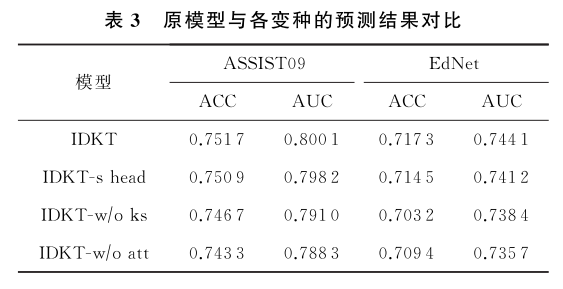 表 3 原模型与各变种的预测结果对比
模型 ASSIST09 EdNet
ACC AUC ACC AUC
IDKT 0.7517 0.8001 0.7173 0.7441
IDKT-s head 0.7509 0.7982 0.7145 0.7412
IDKT-w/o ks 0.7467 0.7910 0.7032 0.7384
IDKT-w/o att 0.7433 0.7883 0.7094 0.7357